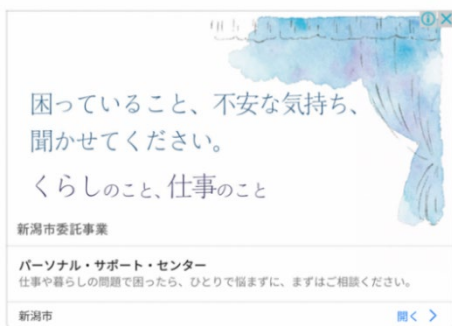 困っていること、不安な気持ち、
聞かせてください。
くらしのこと、仕事のこと
新潟市委託事業
パーソナル・サポート・センター
仕事や暮らしの問題で困ったら、ひとりで悩まずに、まずはご相談ください。
新潟市
開く